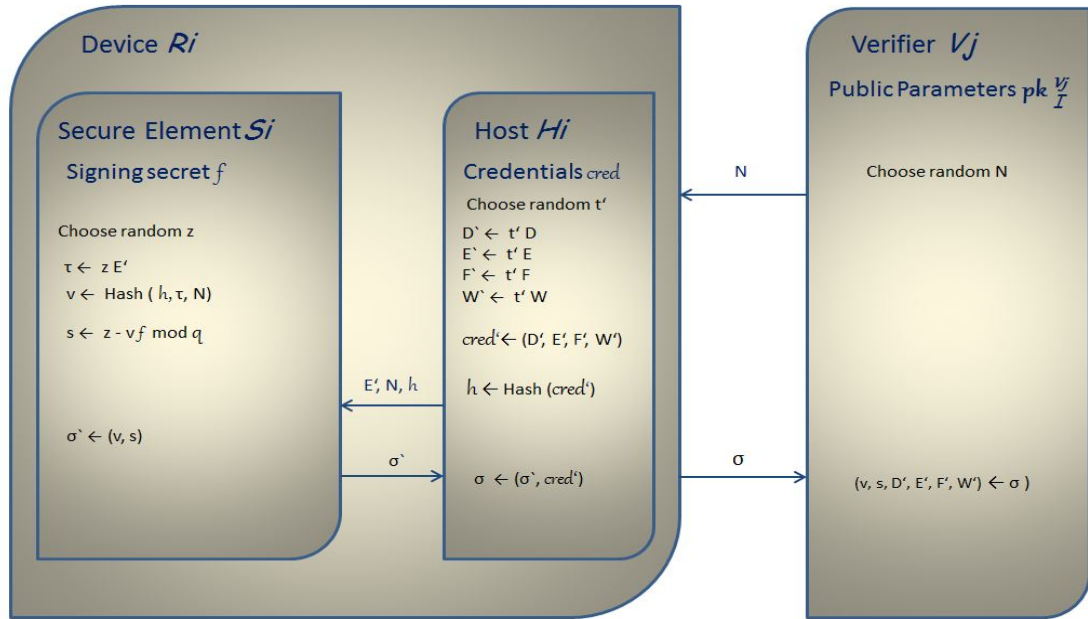 Device Ri
Secure Element Si
Signing secret f
Choose random z
τ ← z E‘
v ← Hash ( h, τ, N)
s ← z - v f mod q
σ` ← (v, s)
E‘, N, h
σ`
Host Hi
Credentials cred
Choose random t‘
D` ← t‘ D
E` ← t‘ E
F` ← t‘ F
W` ← t‘ W
cred‘ ← (D‘, E‘, F‘, W‘)
h ← Hash (cred‘)
σ ← (σ`, cred‘)
N
σ
Verifier Vj
Public Parameters pk Vj/I
Choose random N
(v, s, D‘, E‘, F‘, W‘) ← σ )